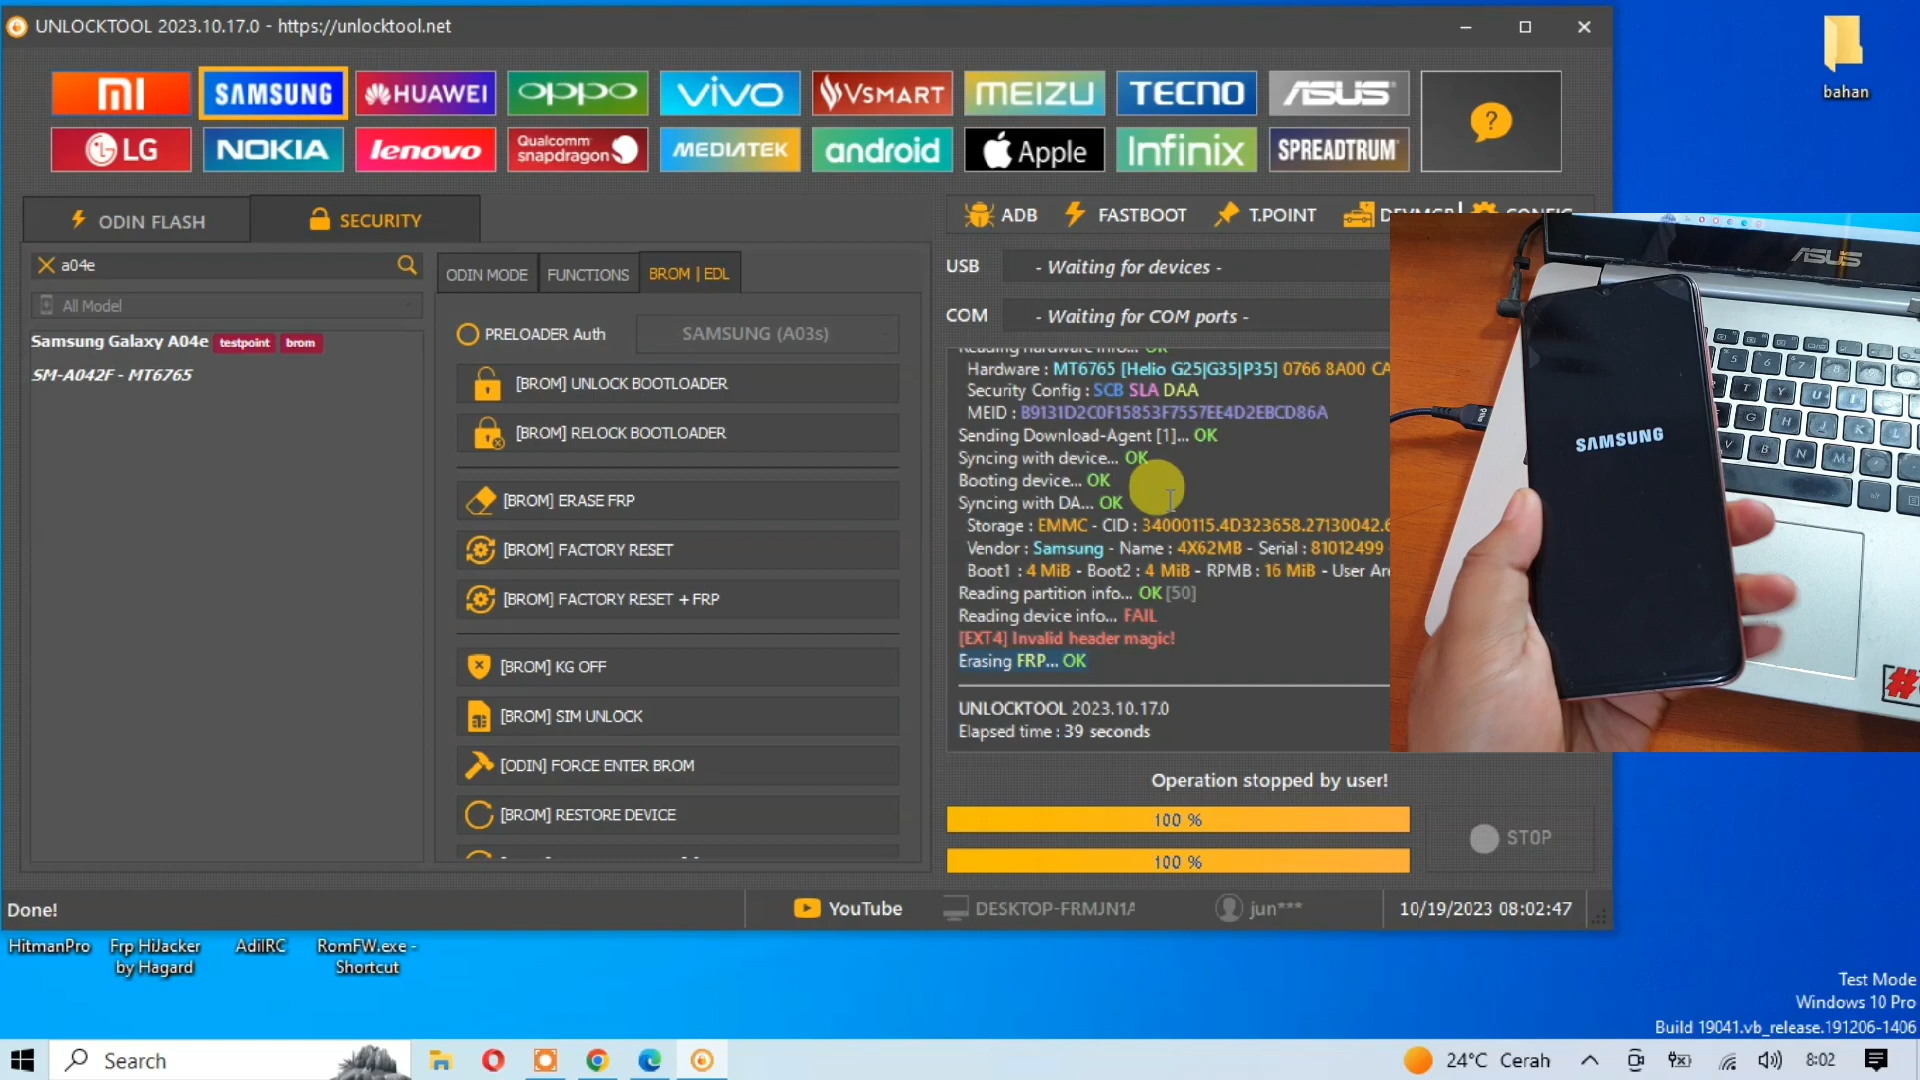 UNLOCKTOOL 2023.10.17.0 - https://unlocktool.net
bahan
mi SAMSUNG HUAWEI oppo vivo VSMART MEIZU TECNO ASUS ?
LG NOKIA lenovo Qualcomm snapdragon MEDIATEK android Apple Infinix SPREADTRUM
ODIN FLASH SECURITY
ADB FASTBOOT T.POINT
a04e
All Model
Samsung Galaxy A04e testpoint brom
SM-A042F - MT6765
ODIN MODE FUNCTIONS BROM | EDL
PRELOADER Auth SAMSUNG (A03s)
[BROM] UNLOCK BOOTLOADER
[BROM] RELOCK BOOTLOADER
[BROM] ERASE FRP
[BROM] FACTORY RESET
[BROM] FACTORY RESET + FRP
[BROM] KG OFF
[BROM] SIM UNLOCK
[ODIN] FORCE ENTER BROM
[BROM] RESTORE DEVICE
USB - Waiting for devices -
COM - Waiting for COM ports -
Reading hardware info... OK
Hardware : MT6765 [Helio G25|G35|P35] 0766 8A00 CA
Security Config : SCB SLA DAA
MEID : B9131D2C0F15853F7557EE4D2EBCD86A
Sending Download-Agent [1]... OK
Syncing with device... OK
Booting device... OK
Syncing with DA... OK
Storage : EMMC - CID : 34000115.4D323658.27130042.6
Vendor : Samsung - Name : 4X62MB - Serial : 81012499
Boot1 : 4 MiB - Boot2 : 4 MiB - RPMB : 16 MiB - User Are
Reading partition info... OK [50]
Reading device info... FAIL
[EXT4] Invalid header magic!
Erasing FRP... OK
UNLOCKTOOL 2023.10.17.0
Elapsed time : 39 seconds
Operation stopped by user!
100 %
100 %
STOP
ASUS
SAMSUNG
Done! YouTube DESKTOP-FRMJN1A jun*** 10/19/2023 08:02:47
HitmanPro
Frp HiJacker by Hagard
AdiIRC
RomFW.exe - Shortcut
Test Mode
Windows 10 Pro
Build 19041.vb_release.191206-1406
Search 24°C Cerah 8:02